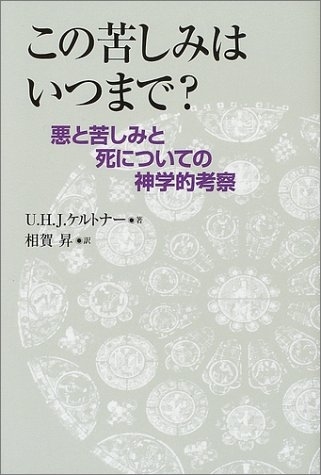 この苦しみは
いつまで?
悪と苦しみと
死についての
神学的考察
U.H.J.ケルトナー●著
相賀 昇●訳